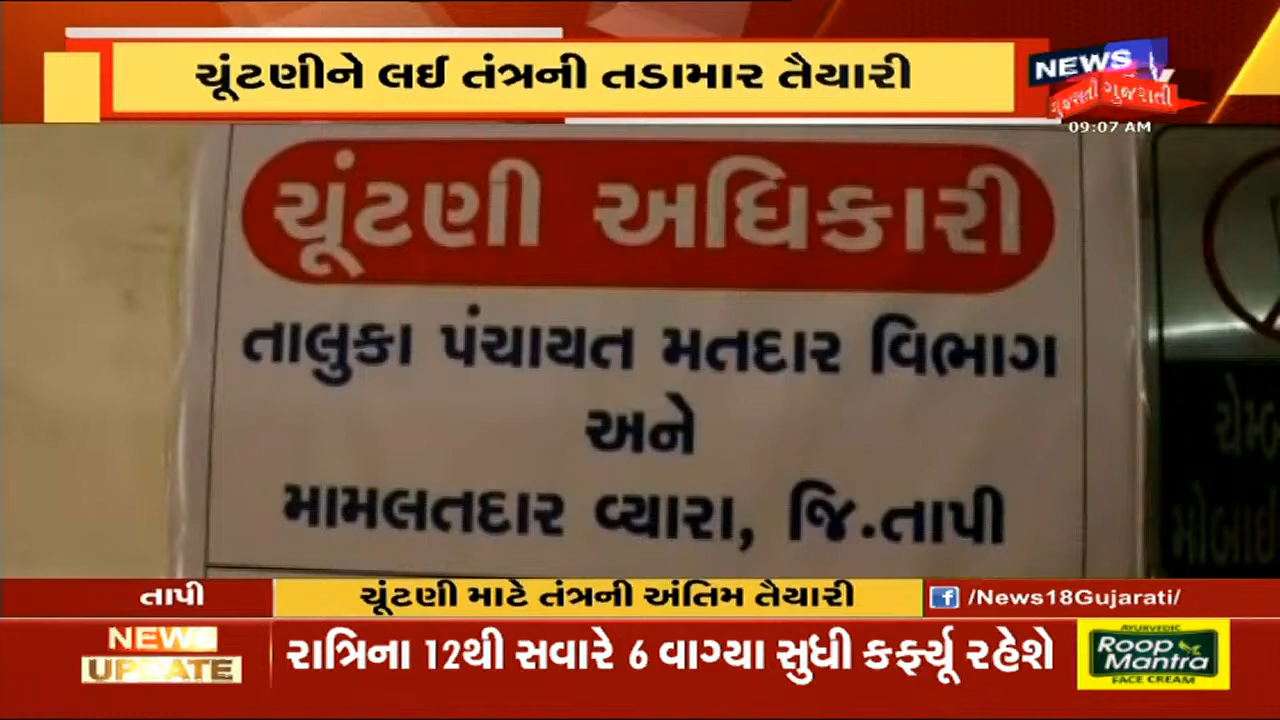 ચૂંટણીને લઈ તંત્રની તડામાર તૈયારી
NEWS
ગુજરાતી
09:07 AM
ચૂંટણી અધિકારી
તાલુકા પંચાયત મતદાર વિભાગ
અને
મામલતદાર વ્યારા, જિ.તાપી
તાપી
ચૂંટણી માટે તંત્રની અંતિમ તૈયારી
/News18Gujarati/
NEWS
UPDATE
રાત્રિના 12થી સવારે 6 વાગ્યા સુધી કર્ફ્યૂ રહેશે
AYURVEDIC
Roop
Mantra
FACE CREAM